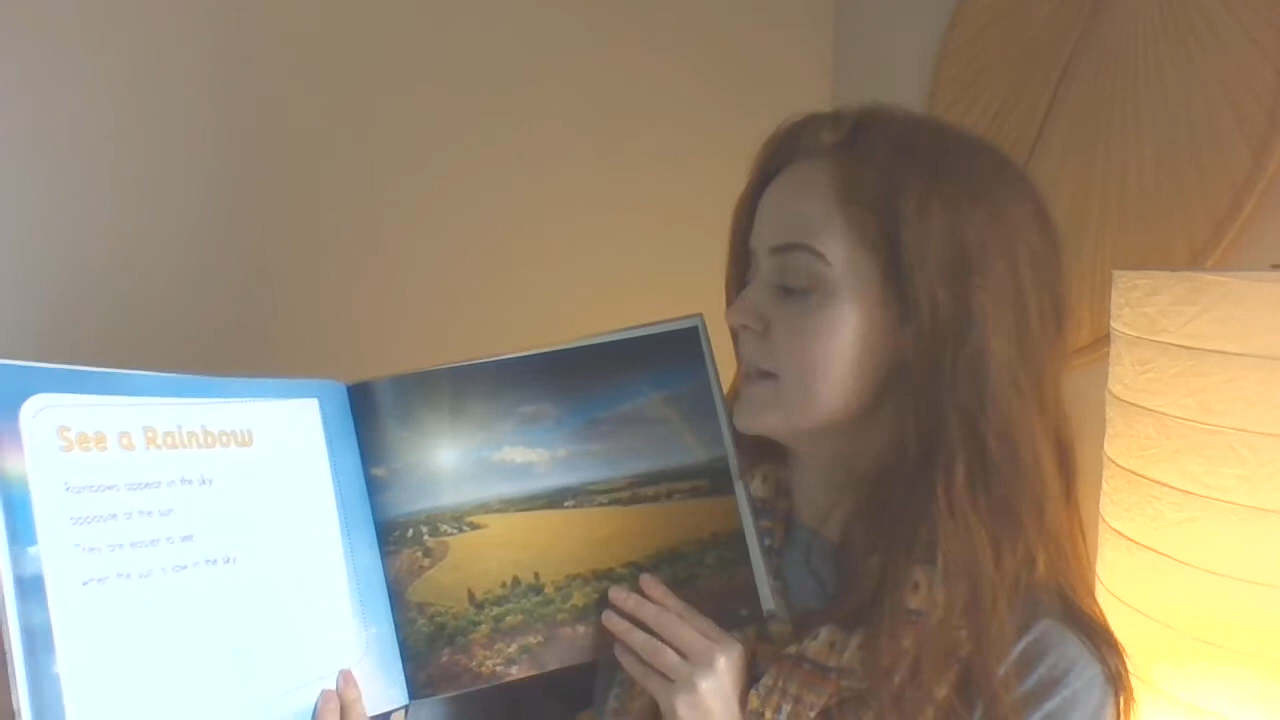 See a Rainbow
Rainbows appear in the sky
opposite of the sun.
They are easier to see
when the sun is low in the sky.